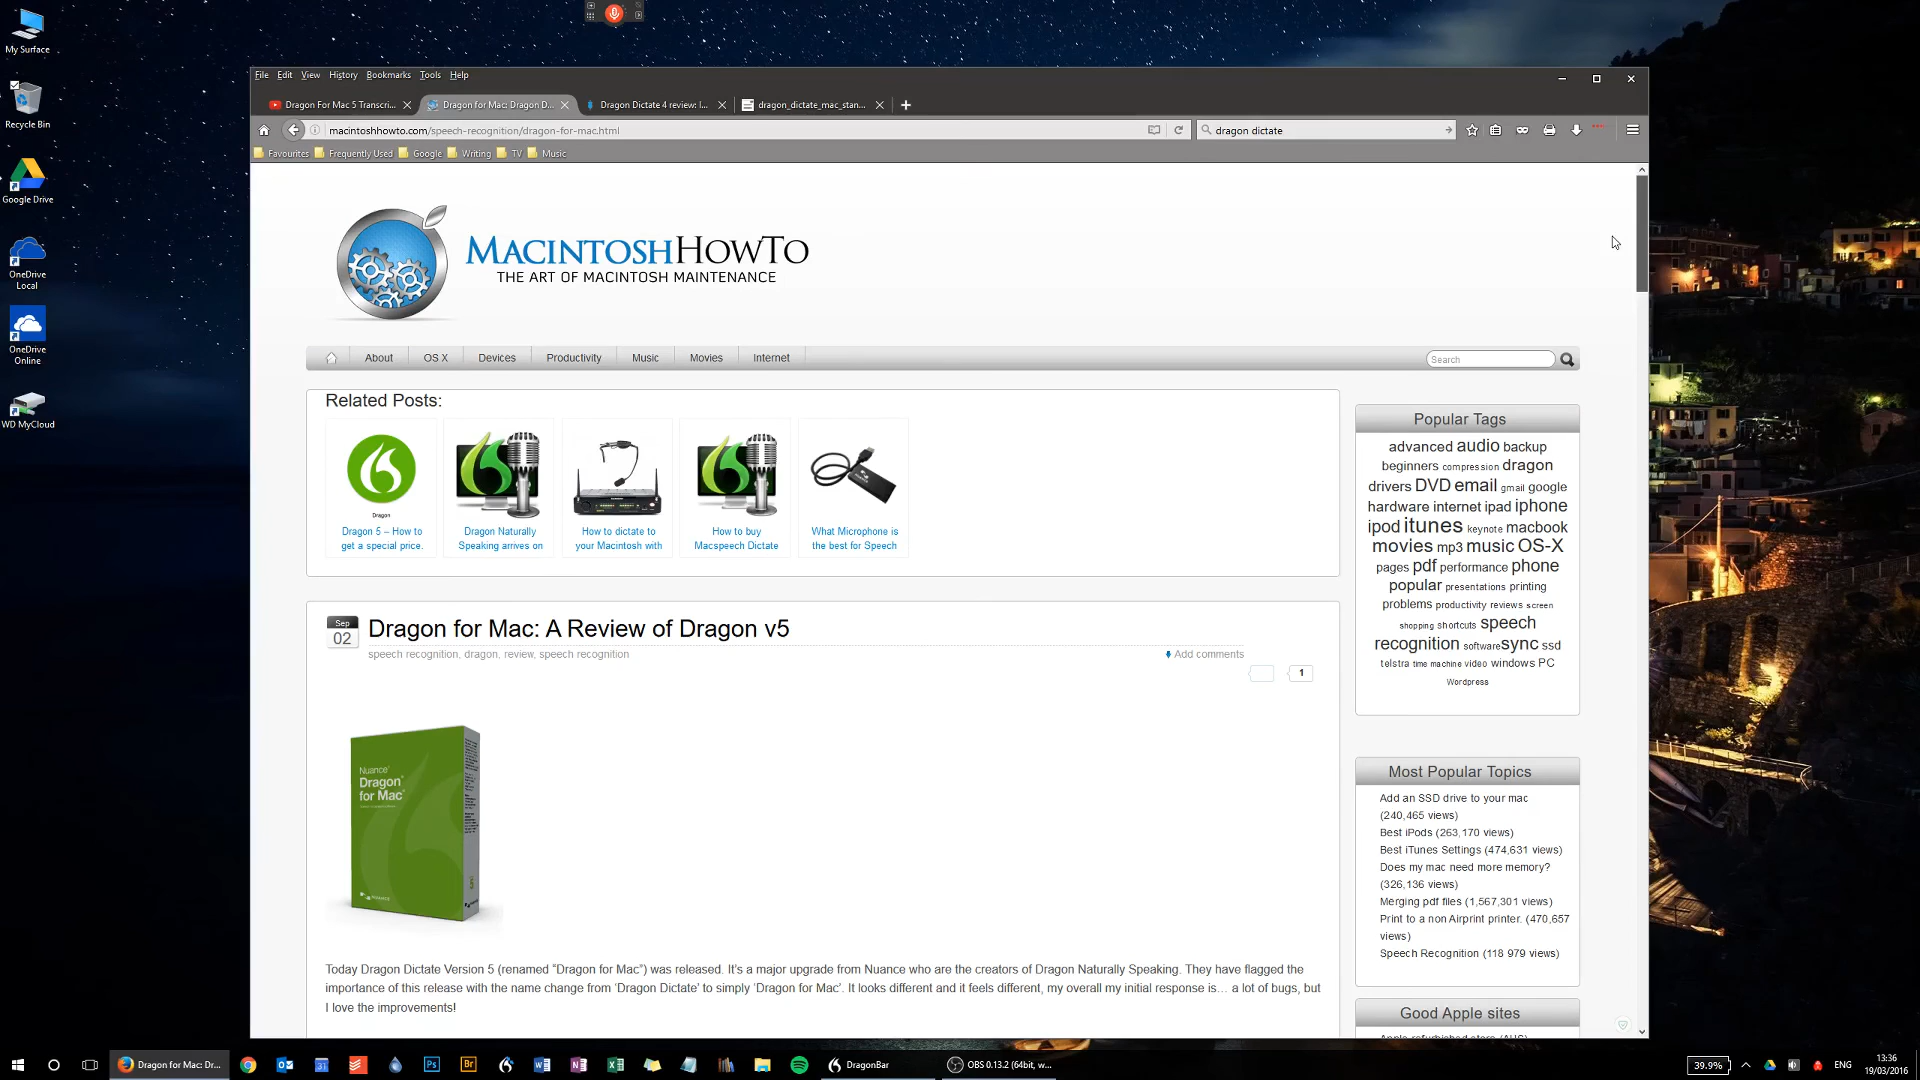 My Surface
Recycle Bin
Google Drive
OneDrive
Local
OneDrive
Online
WD MyCloud
File Edit View History Bookmarks Tools Help
Dragon For Mac 5 Transcri...
Dragon for Mac: Dragon D...
Dragon Dictate 4 review: I...
dragon_dictate_mac_stan...
macintoshhowto.com/speech-recognition/dragon-for-mac.html
dragon dictate
Favourites Frequently Used Google Writing TV Music
MACINTOSHHOWTO
THE ART OF MACINTOSH MAINTENANCE
About OS X Devices Productivity Music Movies Internet
Search
Related Posts:
Dragon
Dragon 5 – How to
get a special price.
Dragon Naturally
Speaking arrives on
How to dictate to
your Macintosh with
How to buy
Macspeech Dictate
What Microphone is
the best for Speech
Sep
02
Dragon for Mac: A Review of Dragon v5
speech recognition, dragon, review, speech recognition
Add comments
1
Nuance
Dragon
for Mac
Today Dragon Dictate Version 5 (renamed “Dragon for Mac”) was released. It’s a major upgrade from Nuance who are the creators of Dragon Naturally Speaking. They have flagged the
importance of this release with the name change from ‘Dragon Dictate’ to simply ‘Dragon for Mac’. It looks different and it feels different, my overall my initial response is… a lot of bugs, but
I love the improvements!
Popular Tags
advanced audio backup
beginners compression dragon
drivers DVD email gmail google
hardware internet ipad iphone
ipod itunes keynote macbook
movies mp3 music OS-X
pages pdf performance phone
popular presentations printing
problems productivity reviews screen
shopping shortcuts speech
recognition software sync ssd
telstra time machine video windows PC
Wordpress
Most Popular Topics
Add an SSD drive to your mac
(240,465 views)
Best iPods (263,170 views)
Best iTunes Settings (474,631 views)
Does my mac need more memory?
(326,136 views)
Merging pdf files (1,567,301 views)
Print to a non Airprint printer. (470,657
views)
Speech Recognition (118 979 views)
Good Apple sites
Dragon for Mac: Dr...
Ps
Br
DragonBar
OBS 0.13.2 (64bit, w...
39.9%
ENG
13:36
19/03/2016